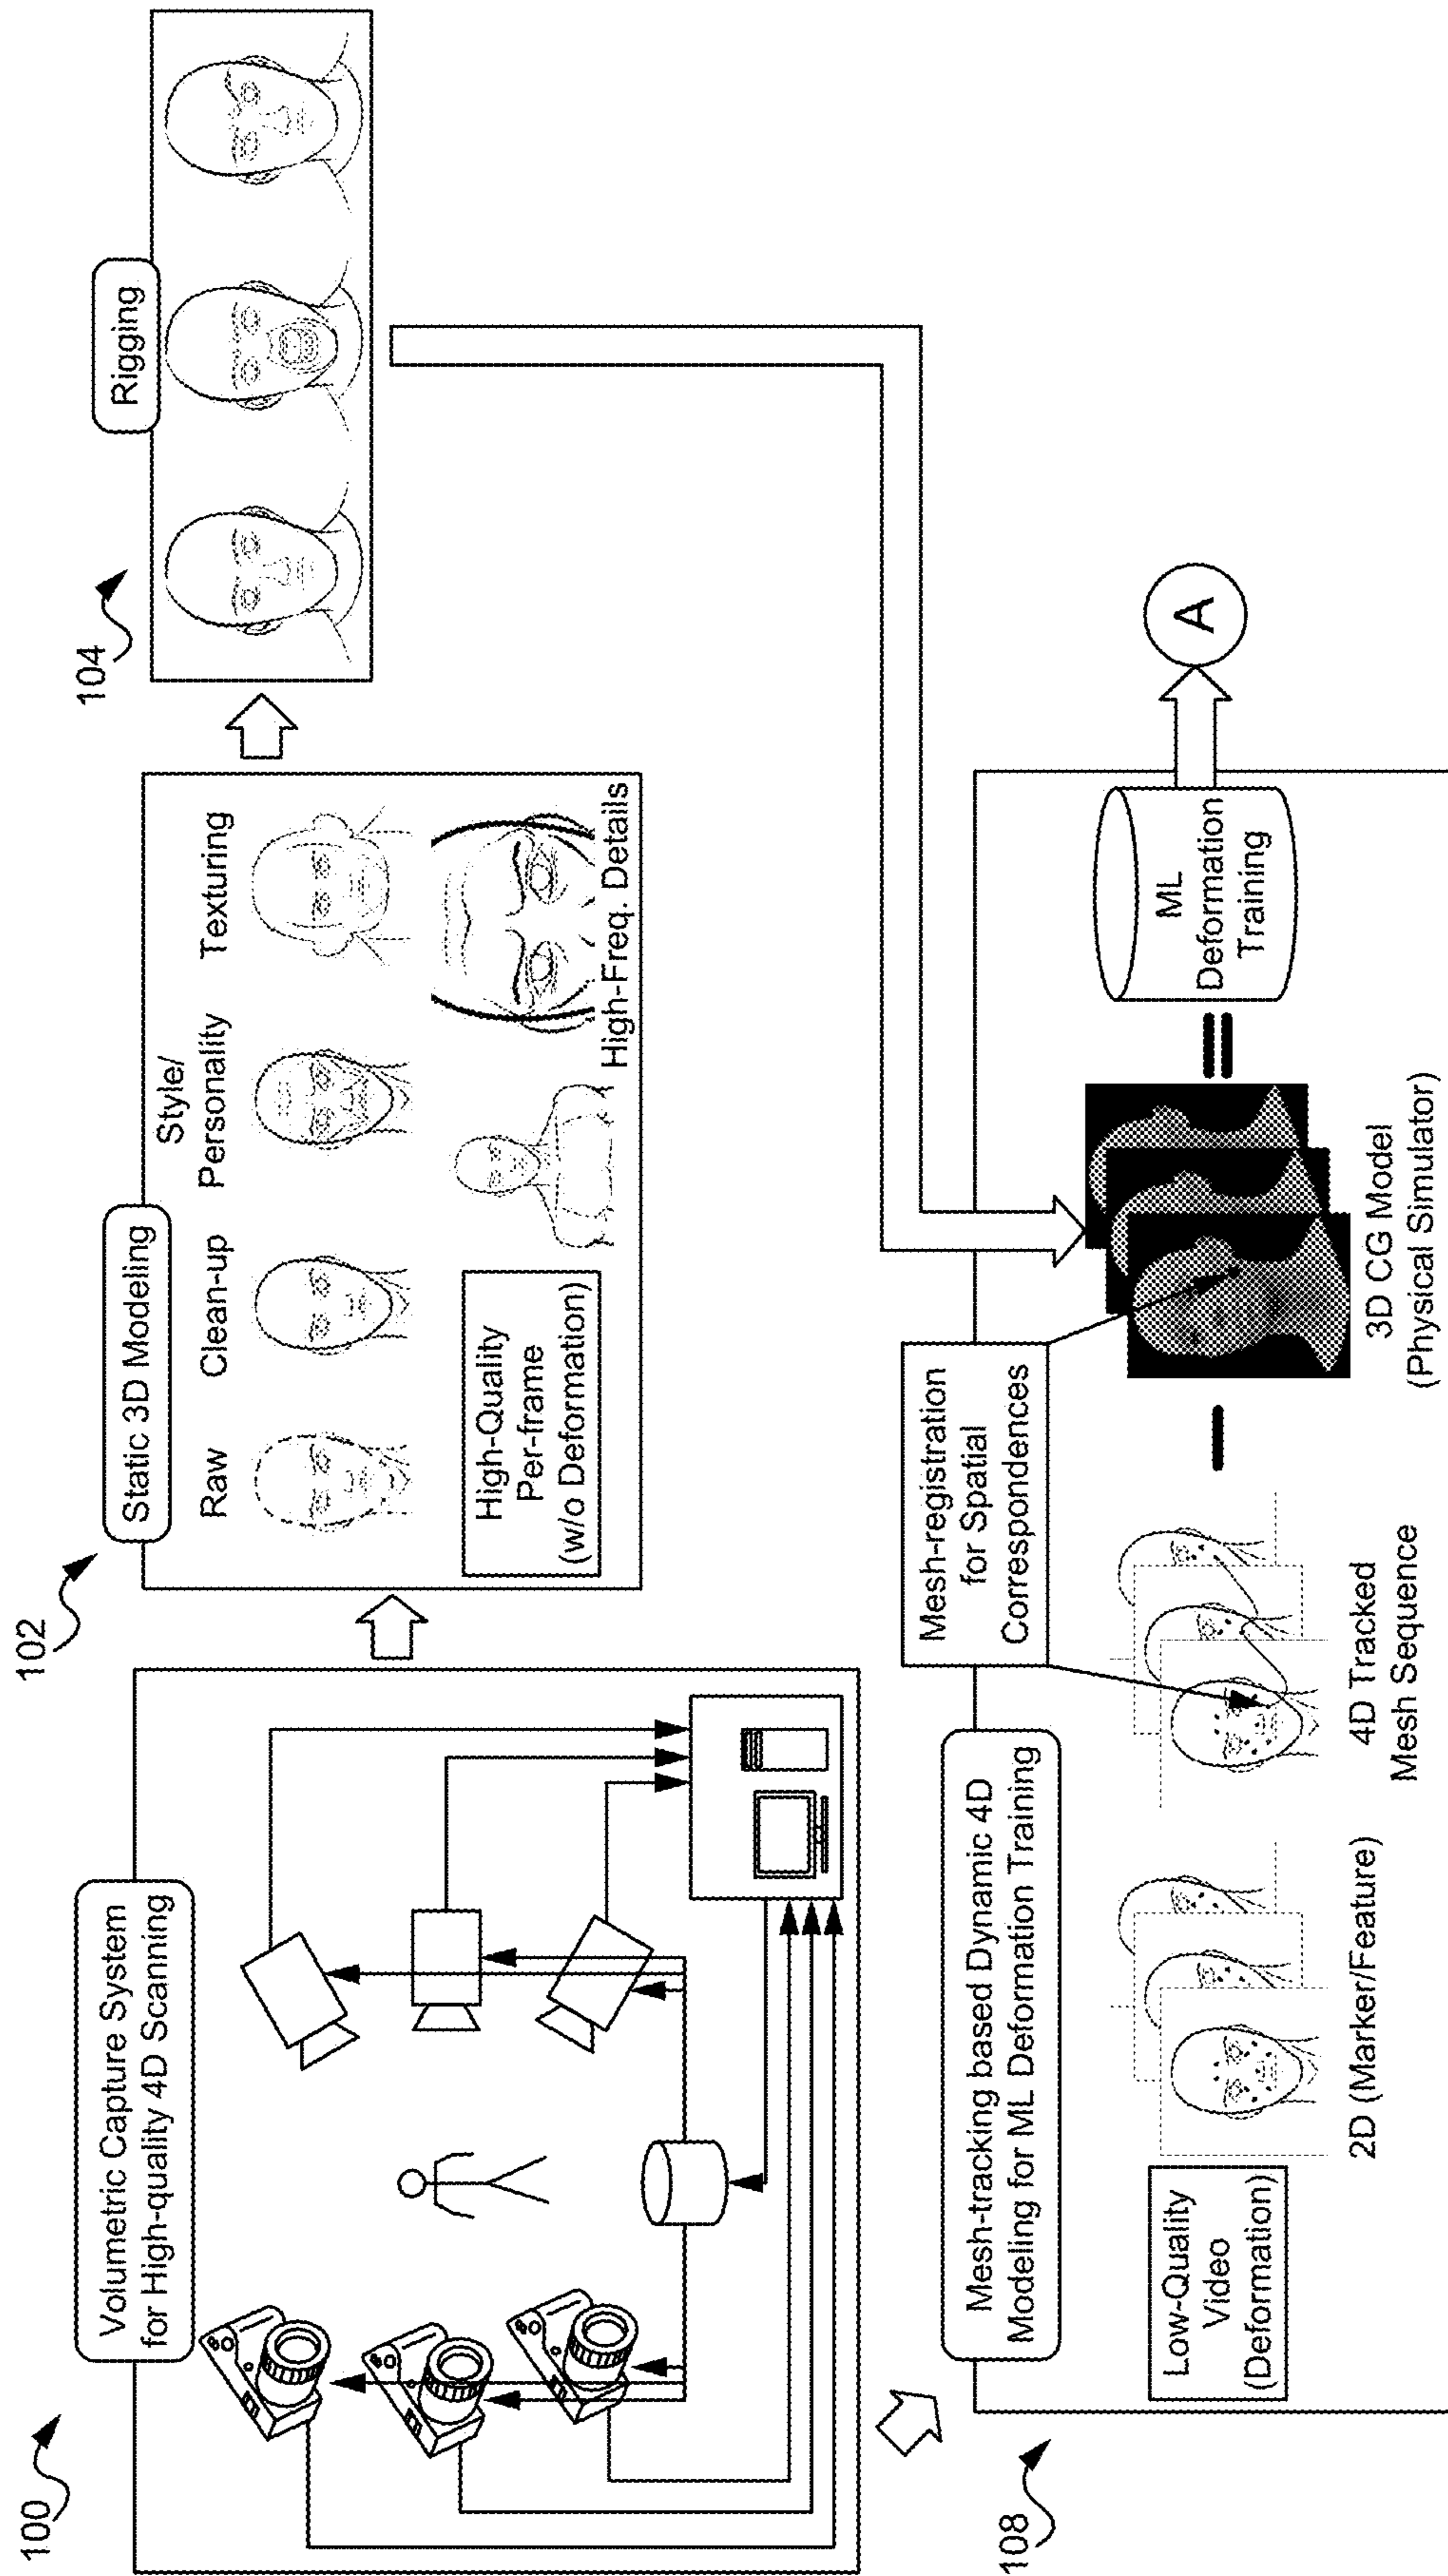 100
Volumetric Capture System
for High-quality 4D Scanning
102
Static 3D Modeling
Raw
Clean-up
Style/
Personality
Texturing
High-Quality
Per-frame
(w/o Deformation)
High-Freq. Details
104
Rigging
108
Mesh-tracking based Dynamic 4D
Modeling for ML Deformation Training
Low-Quality
Video
(Deformation)
2D (Marker/Feature)
4D Tracked
Mesh Sequence
Mesh-registration
for Spatial
Correspondences
3D CG Model
(Physical Simulator)
ML
Deformation
Training
A